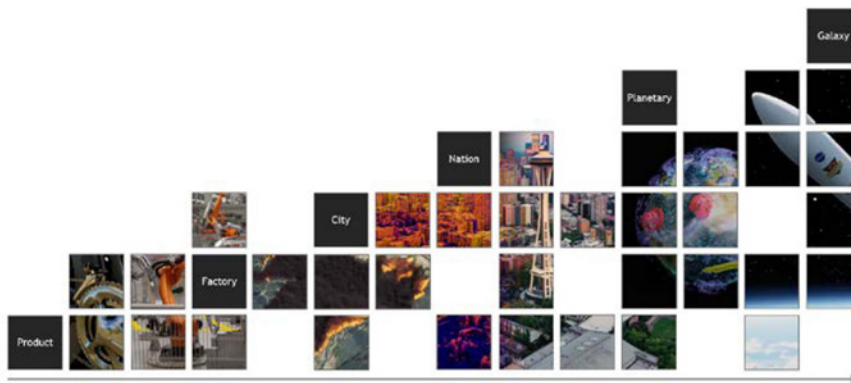 Galaxy
Planetary
Nation
City
Factory
Product